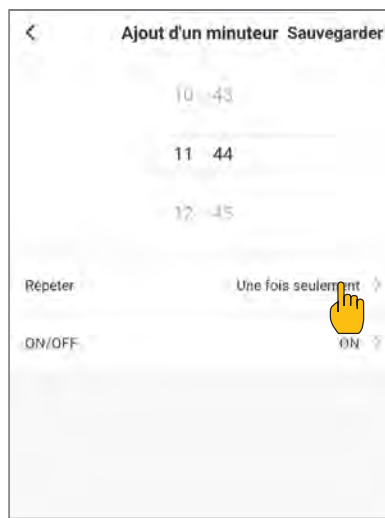 Ajout d'un minuteur Sauvegarder
10 43
11 44
12 45
Répéter Une fois seulement
ON/OFF ON